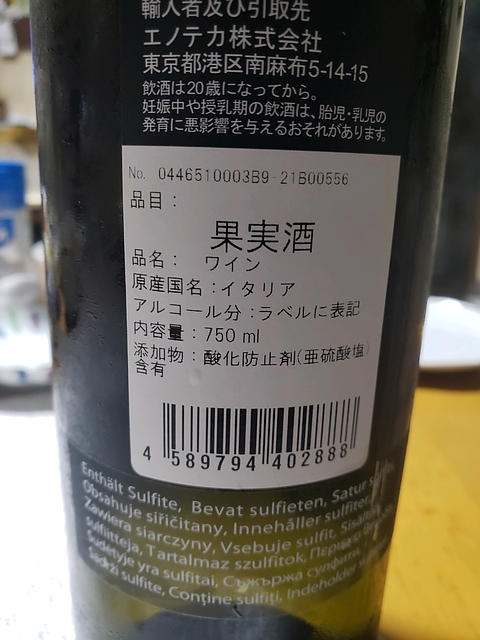 輸入者及び引取先
エノテカ株式会社
東京都港区南麻布5-14-15
飲酒は20歳になってから。
妊娠中や授乳期の飲酒は、胎児・乳児の
発育に悪影響を与えるおそれがあります。
No. 0446510003B9-21B00556
品目：
果実酒
品名： ワイン
原産国名：イタリア
アルコール分：ラベルに表記
内容量：750 ml
添加物：酸化防止剤(亜硫酸塩)
含有
4 589794 402888
Enthält Sulfite, Bevat sulfieten, Satur
Obsahuje siřičitany, Innehåller sulfiter,
Zawiera siarczyny, Vsebuje sulfit,
sulfitteja, Tartalmaz szulfitok,
Sudėtyje yra sulfitai, Съжържа сулфити,
Sadrži sulfite, Conţine sulfiţi, Indeholder